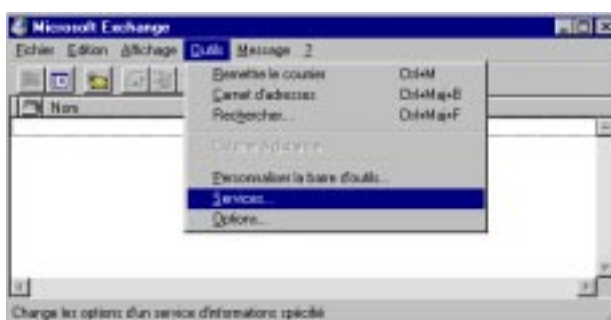 Microsoft Exchange
Fichier Edition Affichage Outils Message ?
Remettre le courrier Ctrl+M
Carnet d'adresses Ctrl+Maj+B
Rechercher... Ctrl+Maj+F
Personnaliser la barre d'outils...
Services...
Options...
Nom
Change les options d'un service d'informations spécifié